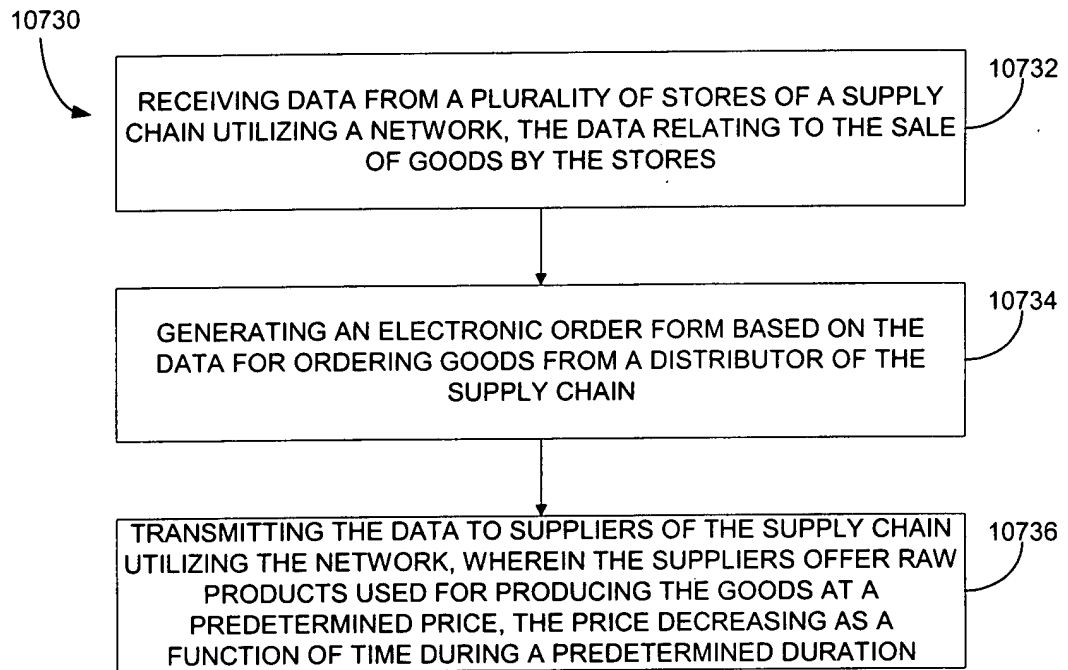 10730
10732
RECEIVING DATA FROM A PLURALITY OF STORES OF A SUPPLY
CHAIN UTILIZING A NETWORK, THE DATA RELATING TO THE SALE
OF GOODS BY THE STORES
10734
GENERATING AN ELECTRONIC ORDER FORM BASED ON THE
DATA FOR ORDERING GOODS FROM A DISTRIBUTOR OF THE
SUPPLY CHAIN
10736
TRANSMITTING THE DATA TO SUPPLIERS OF THE SUPPLY CHAIN
UTILIZING THE NETWORK, WHEREIN THE SUPPLIERS OFFER RAW
PRODUCTS USED FOR PRODUCING THE GOODS AT A
PREDETERMINED PRICE, THE PRICE DECREASING AS A
FUNCTION OF TIME DURING A PREDETERMINED DURATION